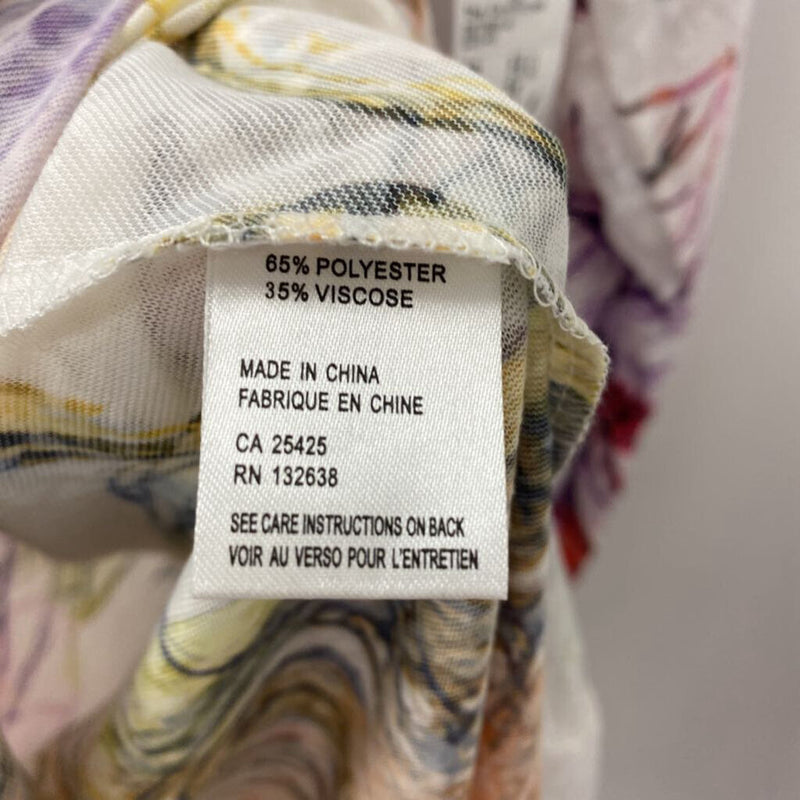 65% POLYESTER
35% VISCOSE
MADE IN CHINA
FABRIQUE EN CHINE
CA 25425
RN 132638
SEE CARE INSTRUCTIONS ON BACK
VOIR AU VERSO POUR L'ENTRETIEN